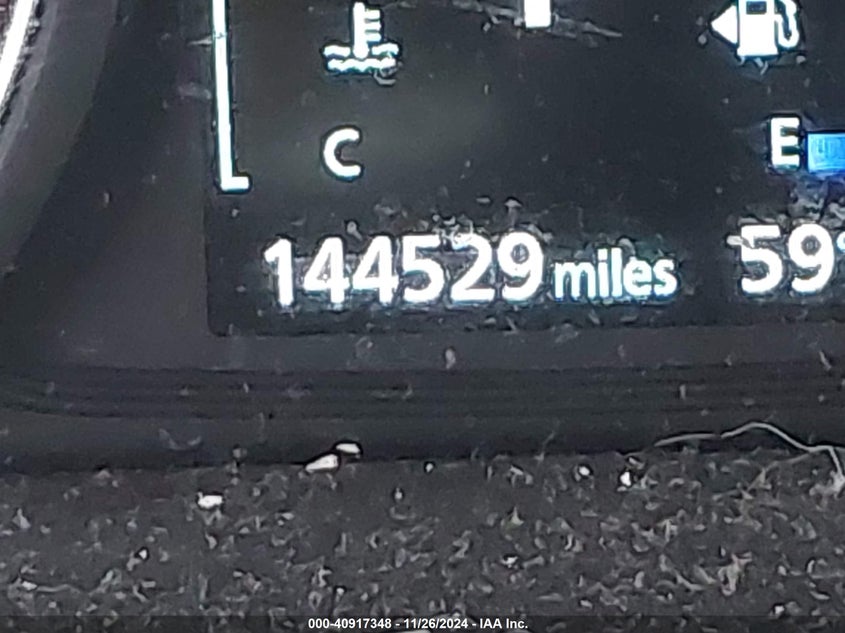 C
E
144529 miles 59°
000-40917348 - 11/26/2024 - IAA Inc.